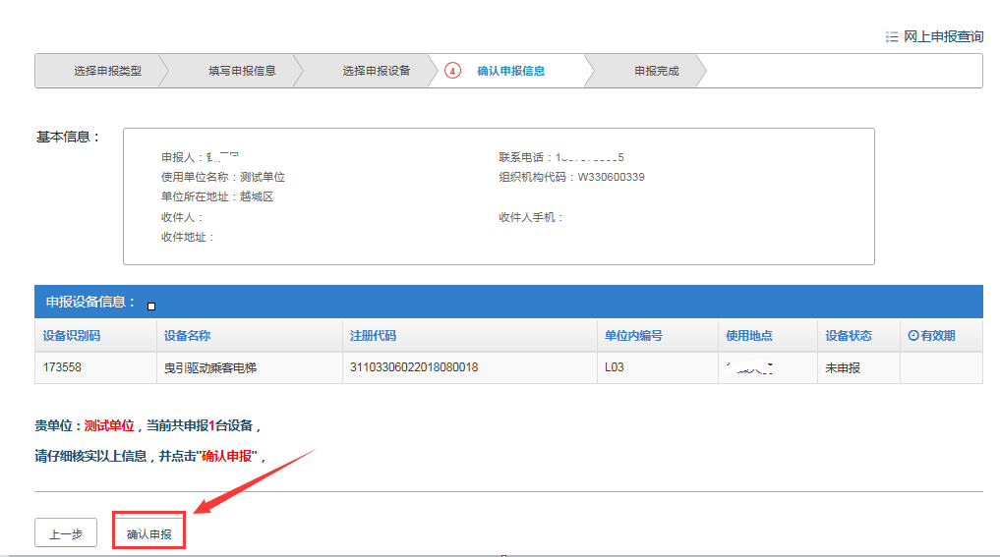 网上申报查询
选择申报类型 填写申报信息 选择申报设备 4 确认申报信息 申报完成
基本信息：
申报人： 联系电话：
使用单位名称：测试单位 组织机构代码：W330600339
单位所在地址：越城区
收件人： 收件人手机：
收件地址：
申报设备信息：
设备识别码 设备名称 注册代码 单位内编号 使用地点 设备状态 有效期
173558 曳引驱动乘客电梯 31103306022018080018 L03 未申报
贵单位：测试单位，当前共申报1台设备，
请仔细核实以上信息，并点击"确认申报"，
上一步 确认申报